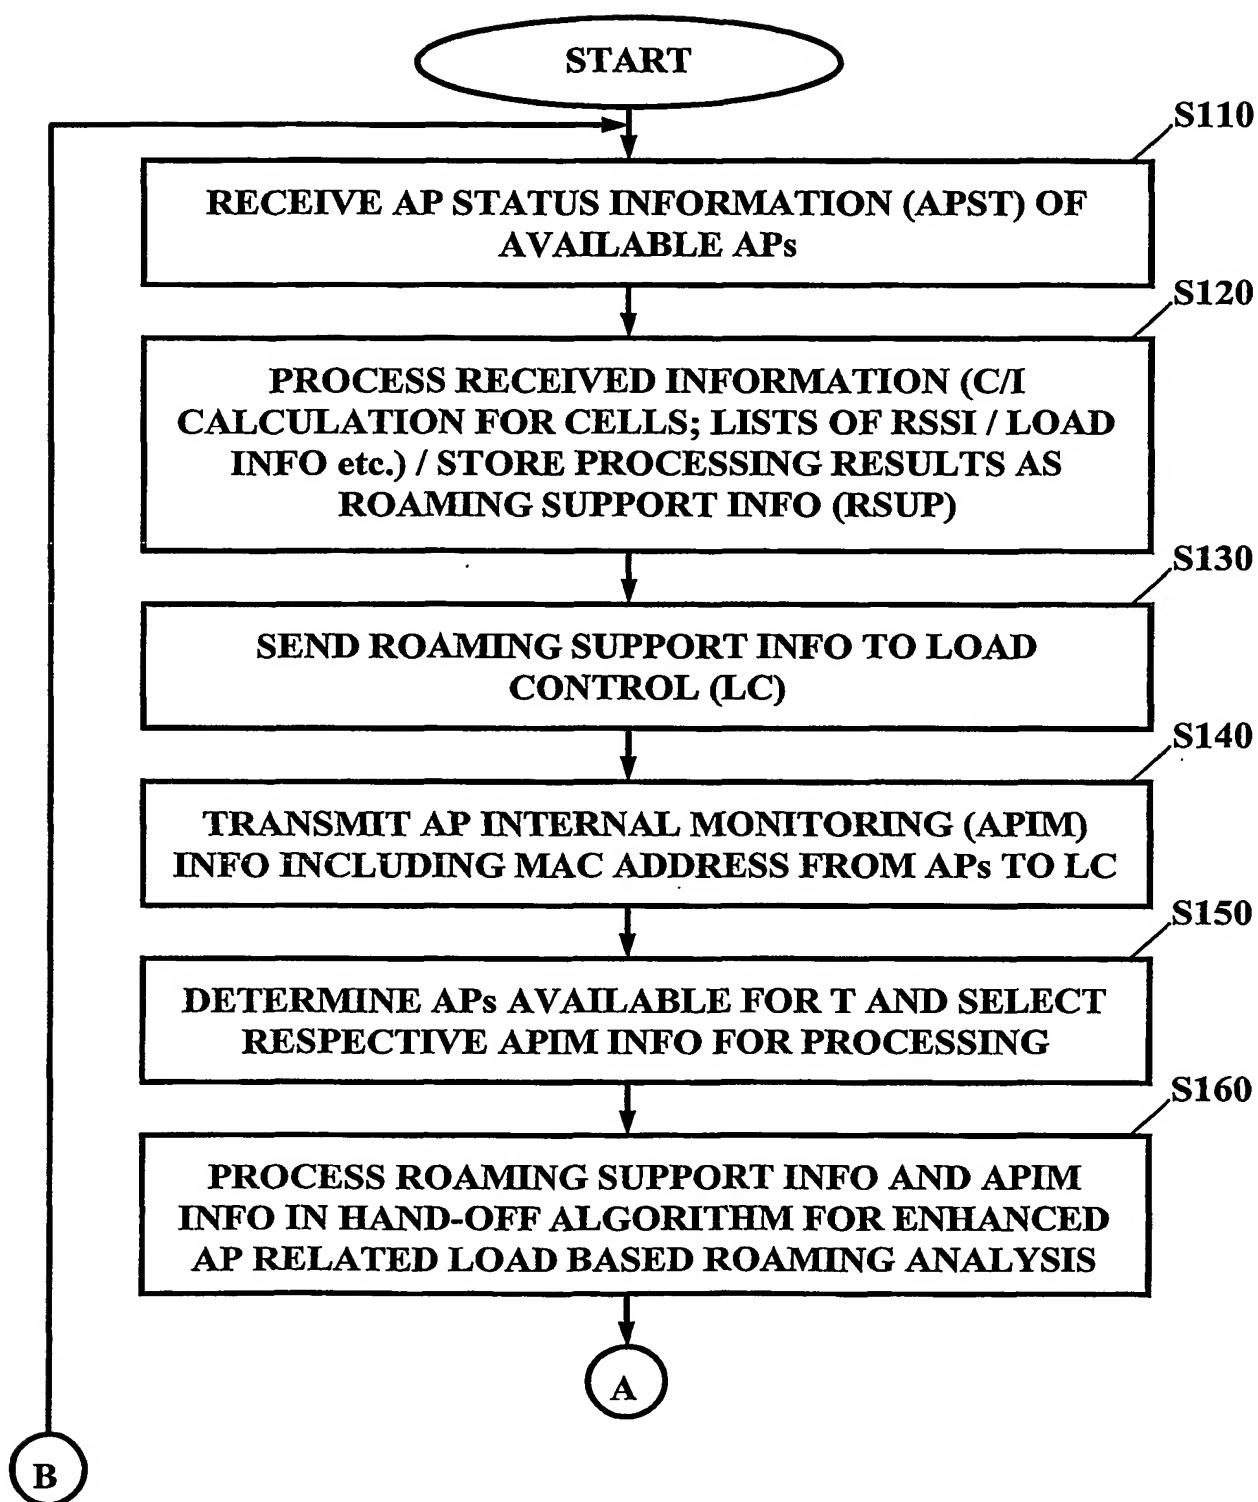 START
S110
RECEIVE AP STATUS INFORMATION (APST) OF
AVAILABLE APs
S120
PROCESS RECEIVED INFORMATION (C/I
CALCULATION FOR CELLS; LISTS OF RSSI / LOAD
INFO etc.) / STORE PROCESSING RESULTS AS
ROAMING SUPPORT INFO (RSUP)
S130
SEND ROAMING SUPPORT INFO TO LOAD
CONTROL (LC)
S140
TRANSMIT AP INTERNAL MONITORING (APIM)
INFO INCLUDING MAC ADDRESS FROM APs TO LC
S150
DETERMINE APs AVAILABLE FOR T AND SELECT
RESPECTIVE APIM INFO FOR PROCESSING
S160
PROCESS ROAMING SUPPORT INFO AND APIM
INFO IN HAND-OFF ALGORITHM FOR ENHANCED
AP RELATED LOAD BASED ROAMING ANALYSIS
A
B